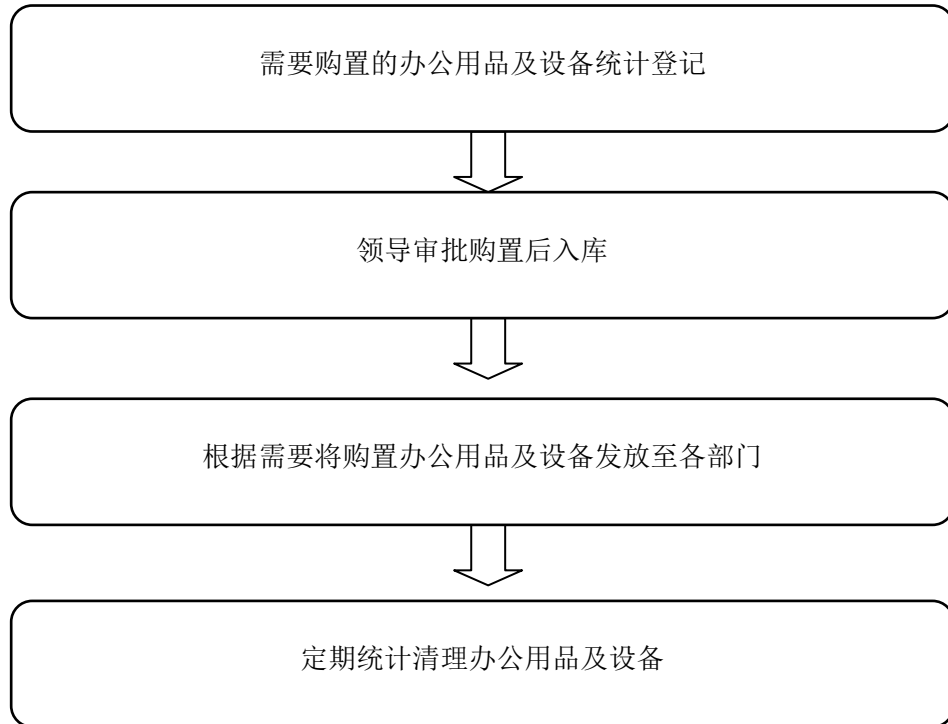 需要购置的办公用品及设备统计登记
领导审批购置后入库
根据需要将购置办公用品及设备发放至各部门
定期统计清理办公用品及设备